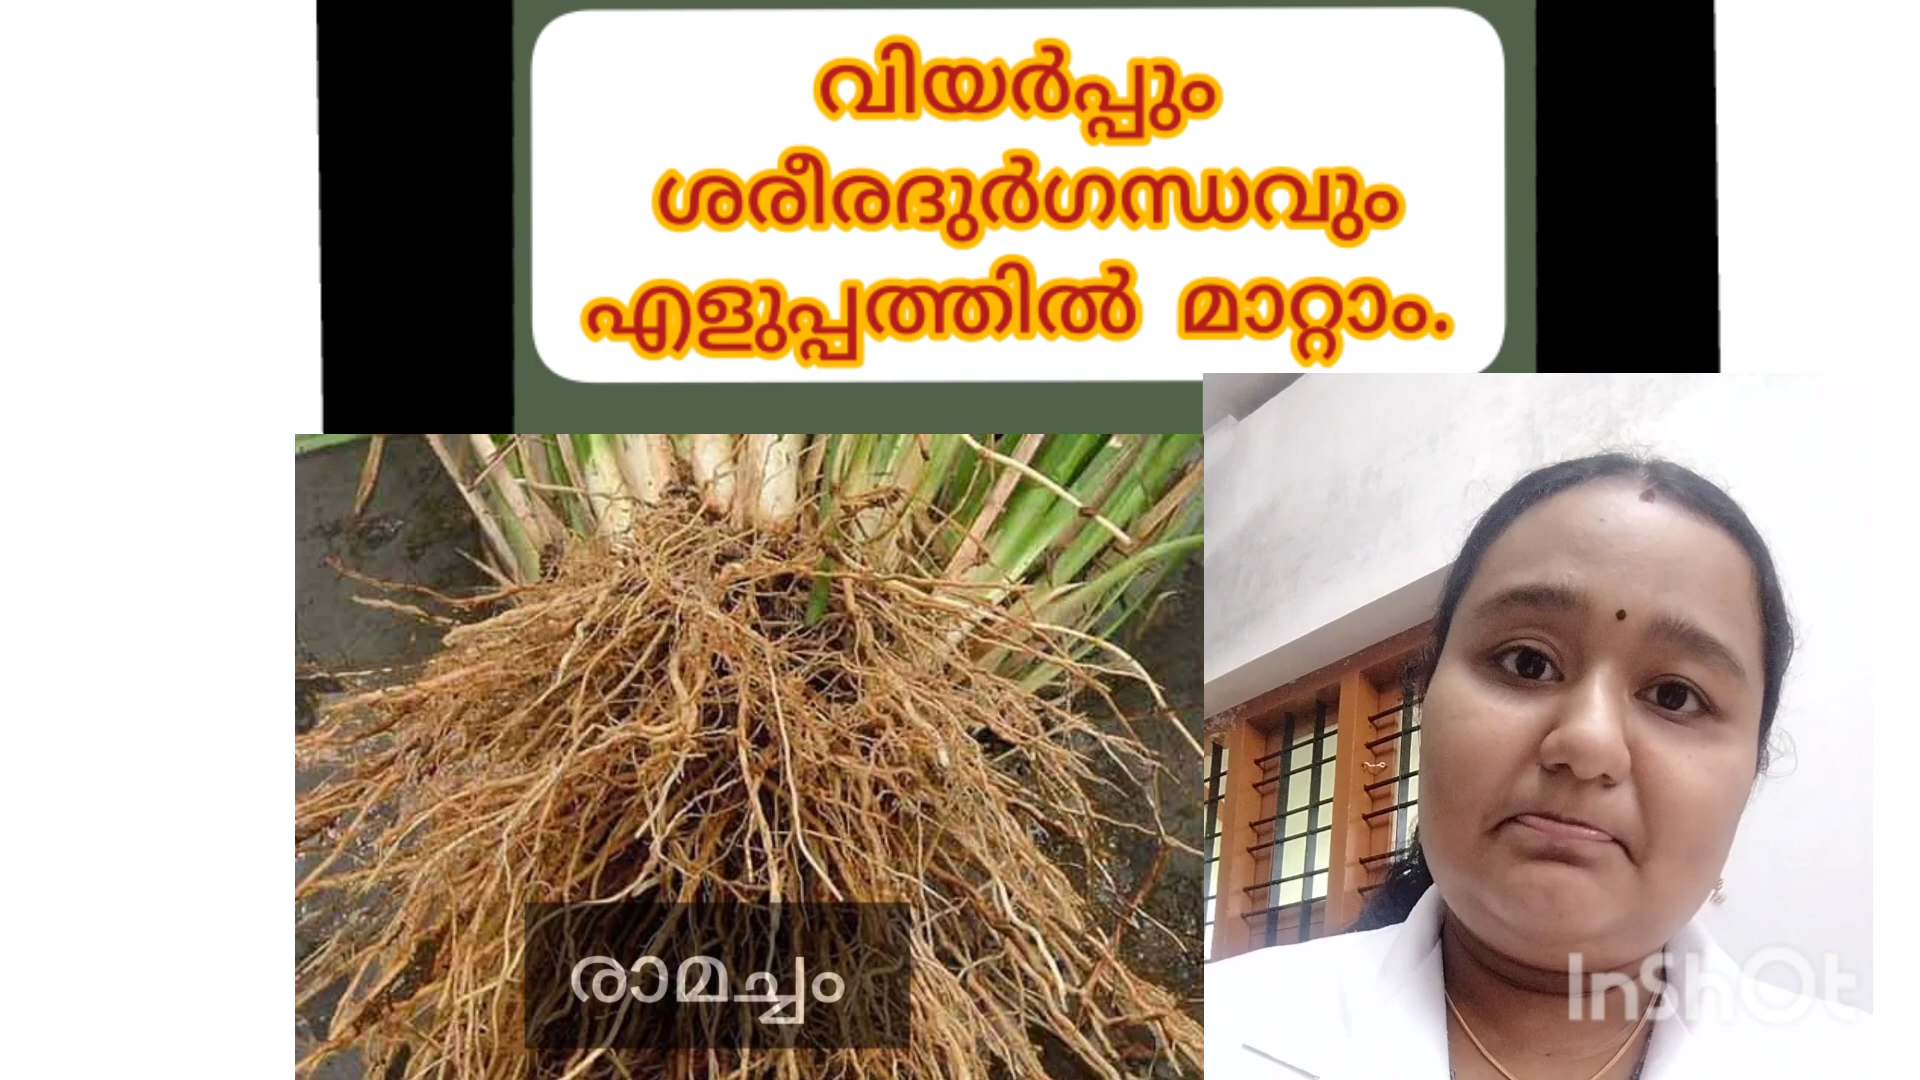 വിയർപ്പും
ശരീരദുർഗന്ധവും
എളുപ്പത്തിൽ മാറ്റാം.
രാമച്ചം
InShOt